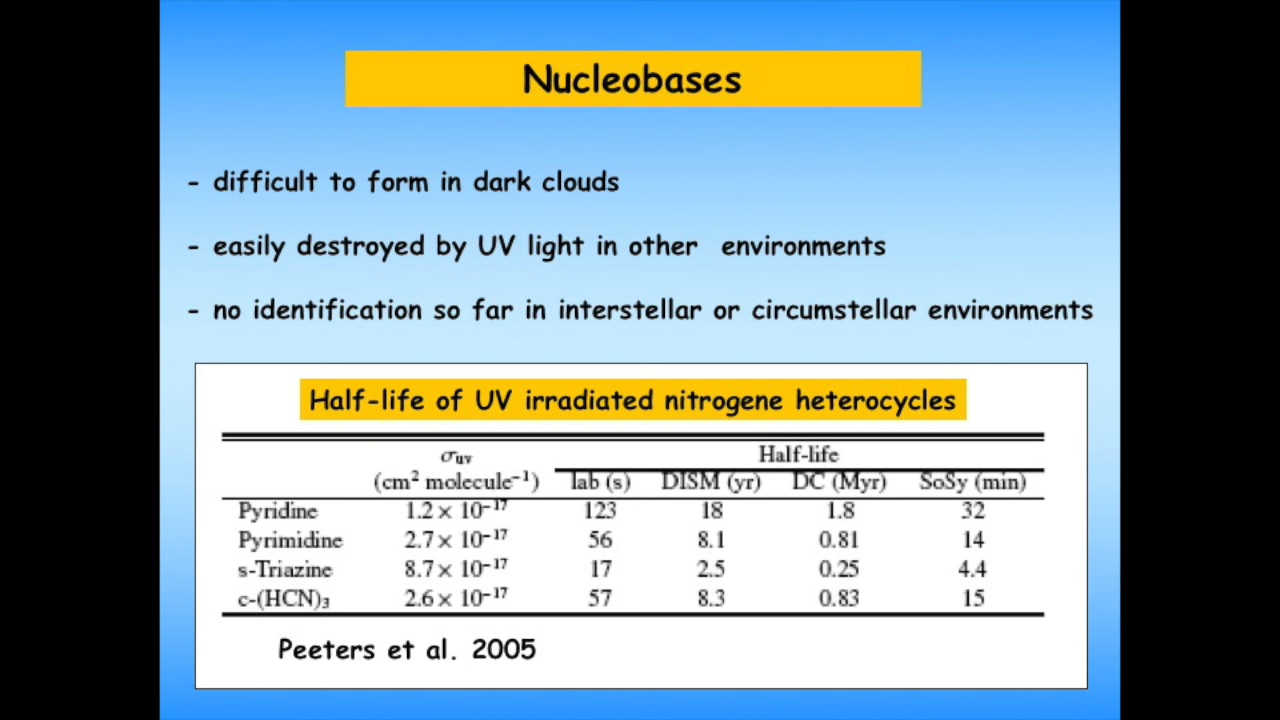 Nucleobases
- difficult to form in dark clouds
- easily destroyed by UV light in other environments
- no identification so far in interstellar or circumstellar environments
Half-life of UV irradiated nitrogene heterocycles
σuv Half-life
(cm² molecule⁻¹) lab (s) DISM (yr) DC (Myr) SoSy (min)
Pyridine 1.2 × 10⁻¹⁷ 123 18 1.8 32
Pyrimidine 2.7 × 10⁻¹⁷ 56 8.1 0.81 14
s-Triazine 8.7 × 10⁻¹⁷ 17 2.5 0.25 4.4
c-(HCN)₃ 2.6 × 10⁻¹⁷ 57 8.3 0.83 15
Peeters et al. 2005